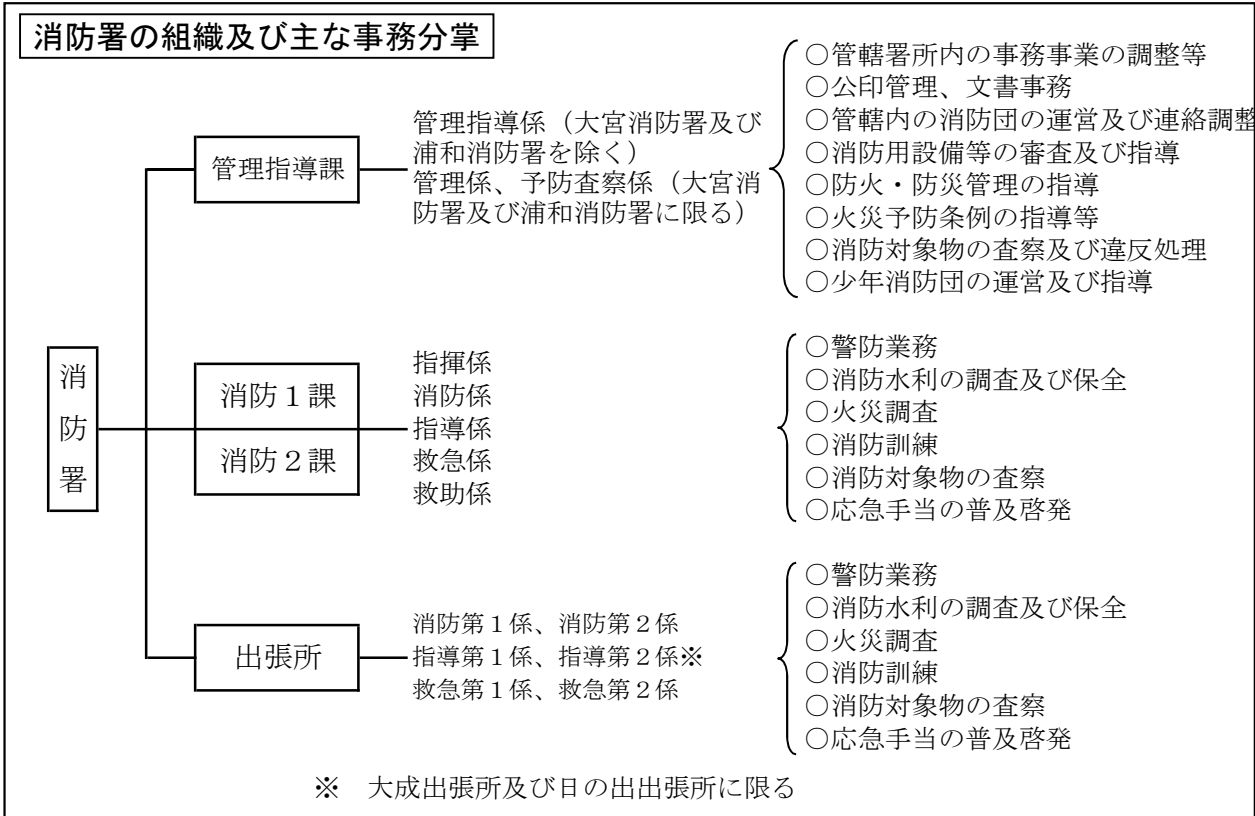 消防署の組織及び主な事務分掌
管理指導課
管理指導係（大宮消防署及び
浦和消防署を除く）
管理係、予防査察係（大宮消
防署及び浦和消防署に限る）
○管轄署所内の事務事業の調整等
○公印管理、文書事務
○管轄内の消防団の運営及び連絡調整
○消防用設備等の審査及び指導
○防火・防災管理の指導
○火災予防条例の指導等
○消防対象物の査察及び違反処理
○少年消防団の運営及び指導
消防署
消防１課
消防２課
指揮係
消防係
指導係
救急係
救助係
○警防業務
○消防水利の調査及び保全
○火災調査
○消防訓練
○消防対象物の査察
○応急手当の普及啓発
出張所
消防第１係、消防第２係
指導第１係、指導第２係※
救急第１係、救急第２係
○警防業務
○消防水利の調査及び保全
○火災調査
○消防訓練
○消防対象物の査察
○応急手当の普及啓発
※　大成出張所及び日の出出張所に限る